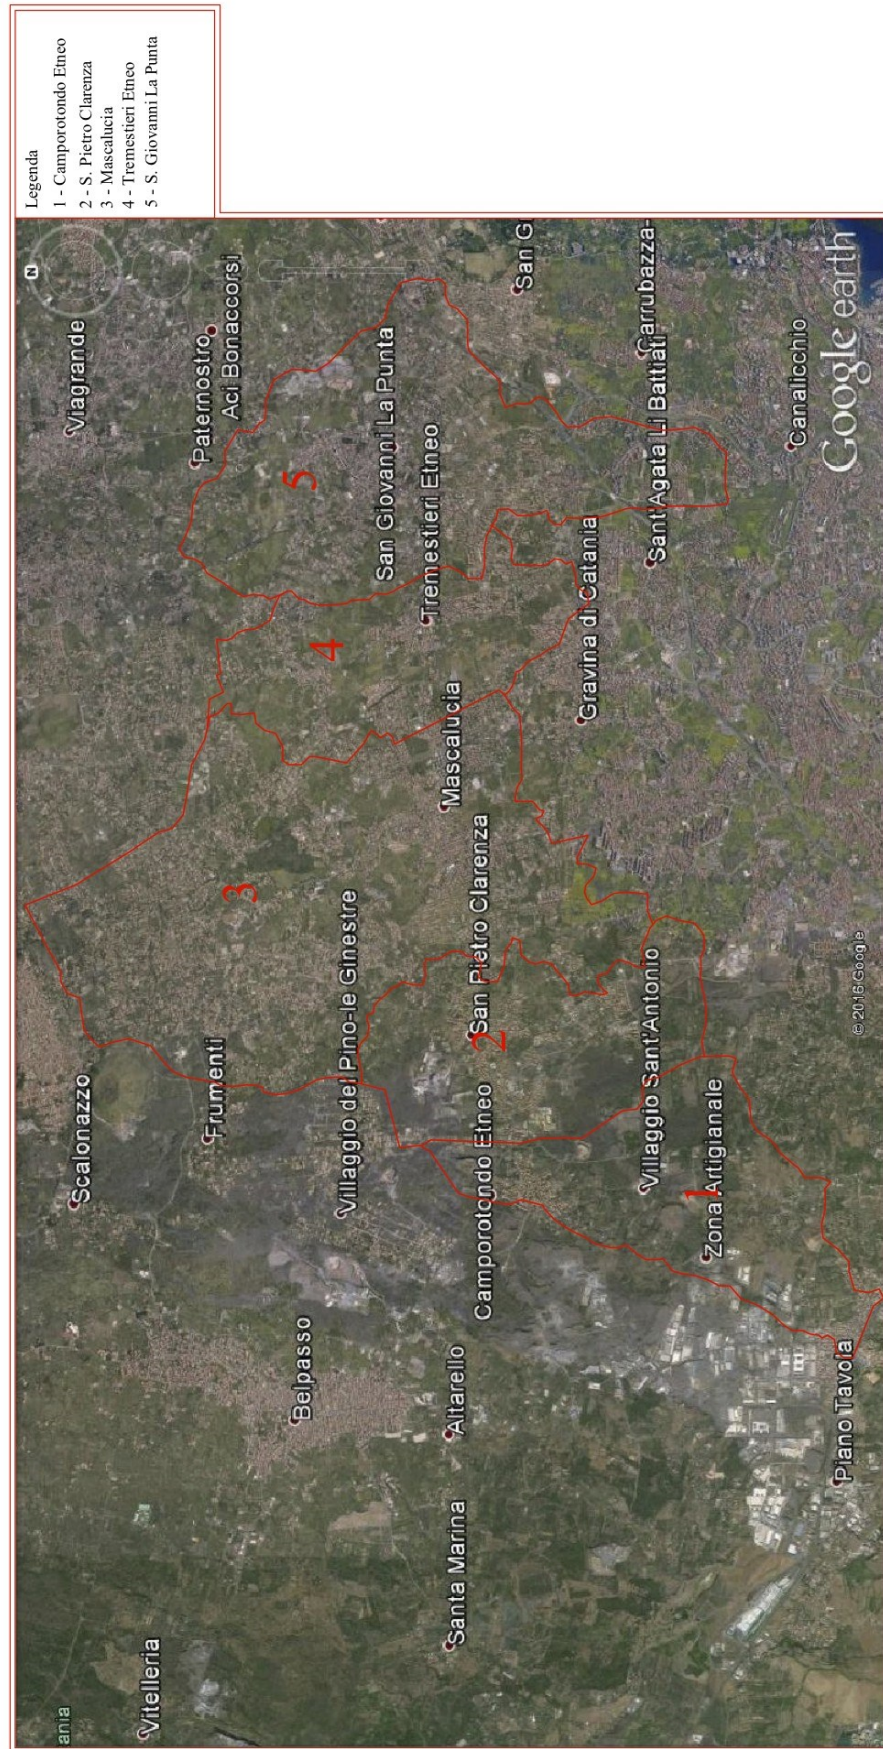 Legenda
1 - Camporotondo Etneo
2 - S. Pietro Clarenza
3 - Mascalucia
4 - Tremestieri Etneo
5 - S. Giovanni La Punta
N
Viagrande
Paternostro
Aci Bonaccorsi
5
San Giovanni La Punta
Tremestieri Etneo
San G
Carrubazza-
Sant'Agata Li Battiati
Canalicchio
Google earth
4
Gravina di Catania
Mascalucia
3
San Pietro Clarenza
2
Villaggio del Pino-le Ginestre
Villaggio Sant'Antonio
© 2016 Google
Scalonazzo
Frumenti
Camporotondo Etneo
1
Zona Artigianale
Belpasso
Altarello
Piano Tavola
Santa Marina
Vitelleria
ania